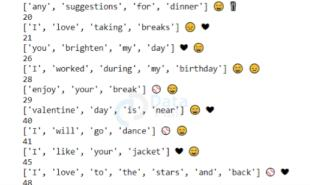 ['any', 'suggestions', 'for', 'dinner'] 😄
20
['I', 'love', 'taking', 'breaks'] 🖤
21
['you', 'brighten', 'my', 'day'] 🖤 😄
26
['I', 'worked', 'during', 'my', 'birthday'] 😄
28
['enjoy', 'your', 'break'] ⚾ 😄
29
['valentine', 'day', 'is', 'near'] 😄 🖤
40
['I', 'will', 'go', 'dance'] ⚾ 😄
41
['I', 'like', 'your', 'jacket'] 🖤 😄
45
['I', 'love', 'to', 'the', 'stars', 'and', 'back'] ⚾ 🖤
48